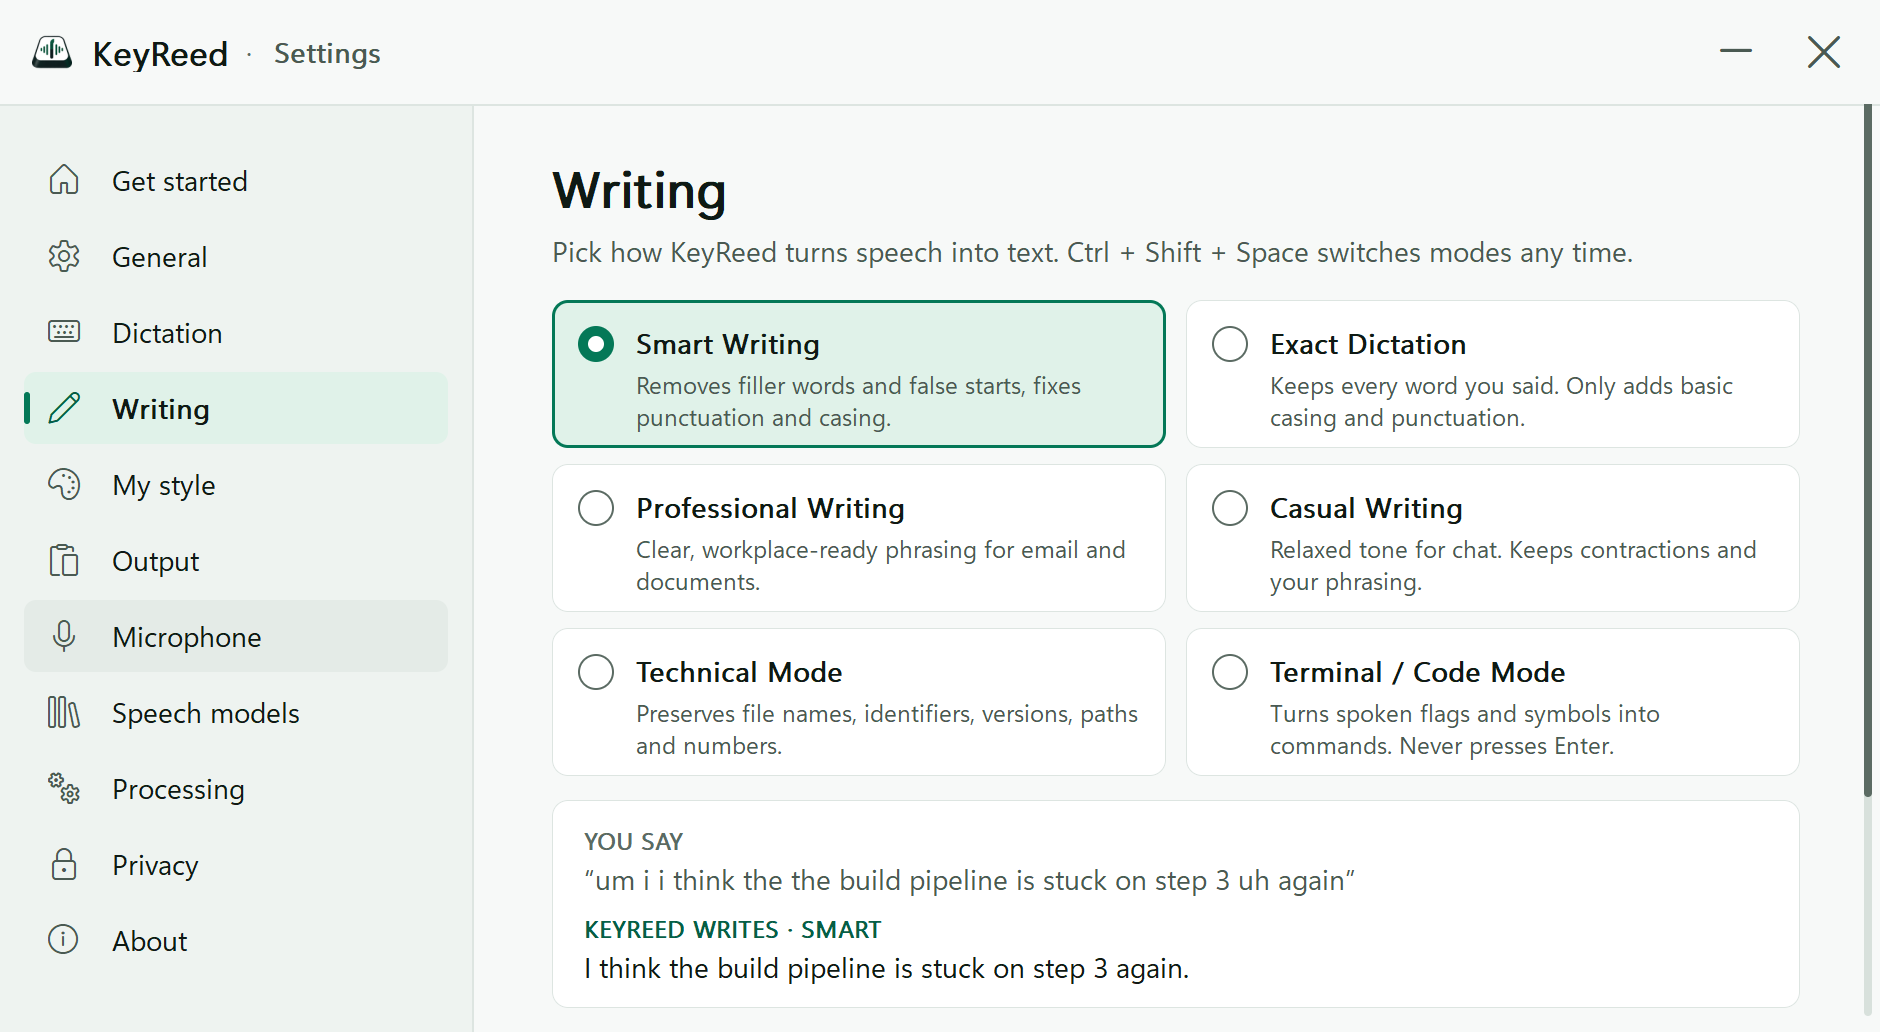 KeyReed · Settings
Get started
General
Dictation
Writing
My style
Output
Microphone
Speech models
Processing
Privacy
About
Writing
Pick how KeyReed turns speech into text. Ctrl + Shift + Space switches modes any time.
Smart Writing
Removes filler words and false starts, fixes
punctuation and casing.
Exact Dictation
Keeps every word you said. Only adds basic
casing and punctuation.
Professional Writing
Clear, workplace-ready phrasing for email and
documents.
Casual Writing
Relaxed tone for chat. Keeps contractions and
your phrasing.
Technical Mode
Preserves file names, identifiers, versions, paths
and numbers.
Terminal / Code Mode
Turns spoken flags and symbols into
commands. Never presses Enter.
YOU SAY
“um i i think the the build pipeline is stuck on step 3 uh again”
KEYREED WRITES · SMART
I think the build pipeline is stuck on step 3 again.